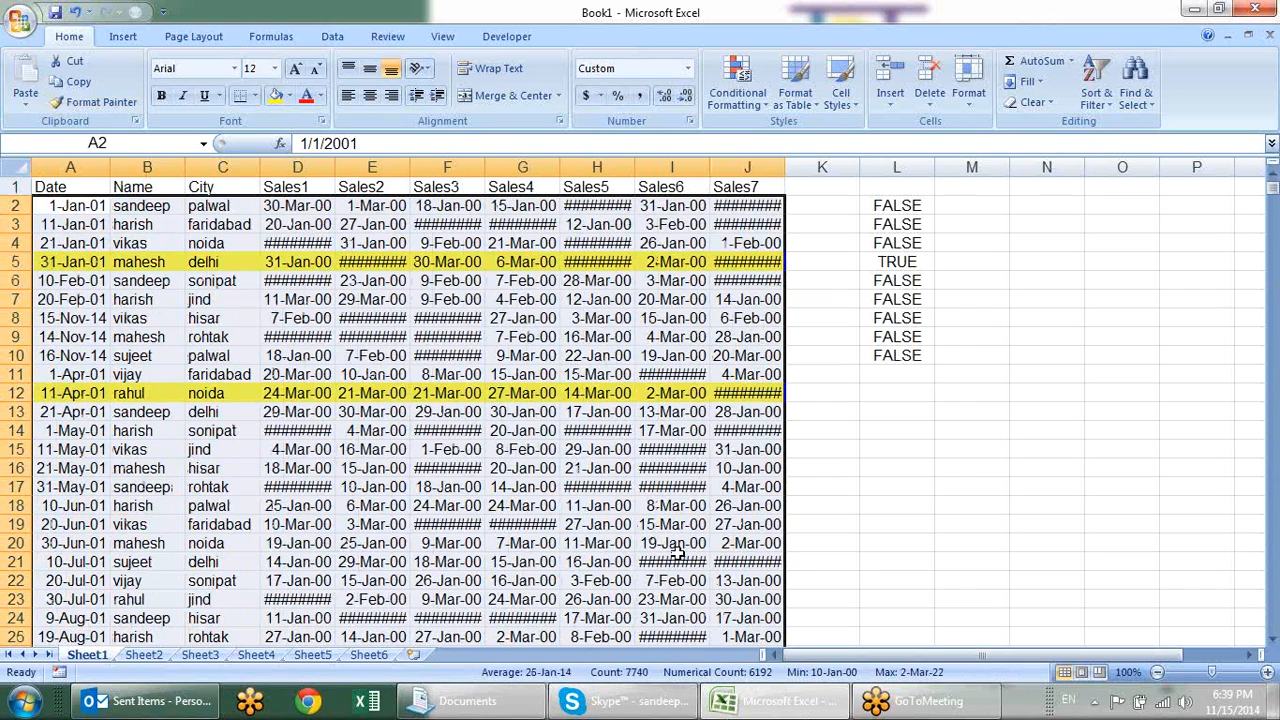 Book1 - Microsoft Excel
Home Insert Page Layout Formulas Data Review View Developer
Cut
Copy
Format Painter
Paste
Clipboard
Arial 12
Font
Wrap Text
Merge & Center
Alignment
Custom
$ % ,
Number
Conditional Formatting
Format as Table
Cell Styles
Styles
Insert Delete Format
Cells
Σ AutoSum
Fill
Clear
Sort & Filter
Find & Select
Editing
A2 fx 1/1/2001
A B C D E F G H I J K L M N O P
1 Date Name City Sales1 Sales2 Sales3 Sales4 Sales5 Sales6 Sales7
2 1-Jan-01 sandeep palwal 30-Mar-00 1-Mar-00 18-Jan-00 15-Jan-00 ######## 31-Jan-00 ######## FALSE
3 11-Jan-01 harish faridabad 20-Jan-00 27-Jan-00 ######## ######## 12-Jan-00 3-Feb-00 ######## FALSE
4 21-Jan-01 vikas noida ######## 31-Jan-00 9-Feb-00 21-Mar-00 ######## 26-Jan-00 1-Feb-00 FALSE
5 31-Jan-01 mahesh delhi 31-Jan-00 ######## 30-Mar-00 6-Mar-00 ######## 2-Mar-00 ######## TRUE
6 10-Feb-01 sandeep sonipat ######## 23-Jan-00 9-Feb-00 7-Feb-00 28-Mar-00 3-Mar-00 ######## FALSE
7 20-Feb-01 harish jind 11-Mar-00 29-Mar-00 9-Feb-00 4-Feb-00 12-Jan-00 20-Mar-00 14-Jan-00 FALSE
8 15-Nov-14 vikas hisar 7-Feb-00 ######## ######## 27-Jan-00 3-Mar-00 15-Jan-00 6-Feb-00 FALSE
9 14-Nov-14 mahesh rohtak ######## ######## ######## 7-Feb-00 16-Mar-00 4-Mar-00 28-Jan-00 FALSE
10 16-Nov-14 sujeet palwal 18-Jan-00 7-Feb-00 ######## 9-Mar-00 22-Jan-00 19-Jan-00 20-Mar-00 FALSE
11 1-Apr-01 vijay faridabad 20-Mar-00 10-Jan-00 8-Mar-00 15-Jan-00 15-Mar-00 ######## 4-Mar-00
12 11-Apr-01 rahul noida 24-Mar-00 21-Mar-00 21-Mar-00 27-Mar-00 14-Mar-00 2-Mar-00 ########
13 21-Apr-01 sandeep delhi 29-Mar-00 30-Mar-00 29-Jan-00 30-Jan-00 17-Jan-00 13-Mar-00 28-Jan-00
14 1-May-01 harish sonipat ######## 4-Mar-00 ######## 20-Jan-00 ######## 17-Mar-00 ########
15 11-May-01 vikas jind 4-Mar-00 16-Mar-00 1-Feb-00 8-Feb-00 29-Jan-00 ######## 31-Jan-00
16 21-May-01 mahesh hisar 18-Mar-00 15-Jan-00 ######## 20-Jan-00 21-Jan-00 ######## 10-Jan-00
17 31-May-01 sandeep rohtak ######## 10-Jan-00 18-Jan-00 14-Jan-00 ######## ######## 4-Mar-00
18 10-Jun-01 harish palwal 25-Jan-00 6-Mar-00 24-Mar-00 24-Mar-00 11-Jan-00 8-Mar-00 26-Jan-00
19 20-Jun-01 vikas faridabad 10-Mar-00 3-Mar-00 ######## ######## 27-Jan-00 15-Mar-00 27-Jan-00
20 30-Jun-01 mahesh noida 19-Jan-00 25-Jan-00 9-Mar-00 7-Mar-00 11-Mar-00 19-Jan-00 2-Mar-00
21 10-Jul-01 sujeet delhi 14-Jan-00 29-Mar-00 18-Mar-00 15-Jan-00 16-Jan-00 ######## ########
22 20-Jul-01 vijay sonipat 17-Jan-00 15-Jan-00 26-Jan-00 16-Jan-00 3-Feb-00 7-Feb-00 13-Jan-00
23 30-Jul-01 rahul jind ######## 2-Feb-00 9-Mar-00 24-Mar-00 26-Jan-00 23-Mar-00 30-Jan-00
24 9-Aug-01 sandeep hisar 11-Jan-00 ######## ######## ######## 17-Mar-00 31-Jan-00 17-Jan-00
25 19-Aug-01 harish rohtak 27-Jan-00 14-Jan-00 27-Jan-00 2-Mar-00 8-Feb-00 ######## 1-Mar-00
Sheet1 Sheet2 Sheet3 Sheet4 Sheet5 Sheet6
Ready Average: 26-Jan-14 Count: 7740 Numerical Count: 6192 Min: 10-Jan-00 Max: 2-Mar-22 100%
Sent Items - Perso... Documents Skype™ - sandeep... Microsoft Excel - ... GoToMeeting EN 6:39 PM
11/15/2014